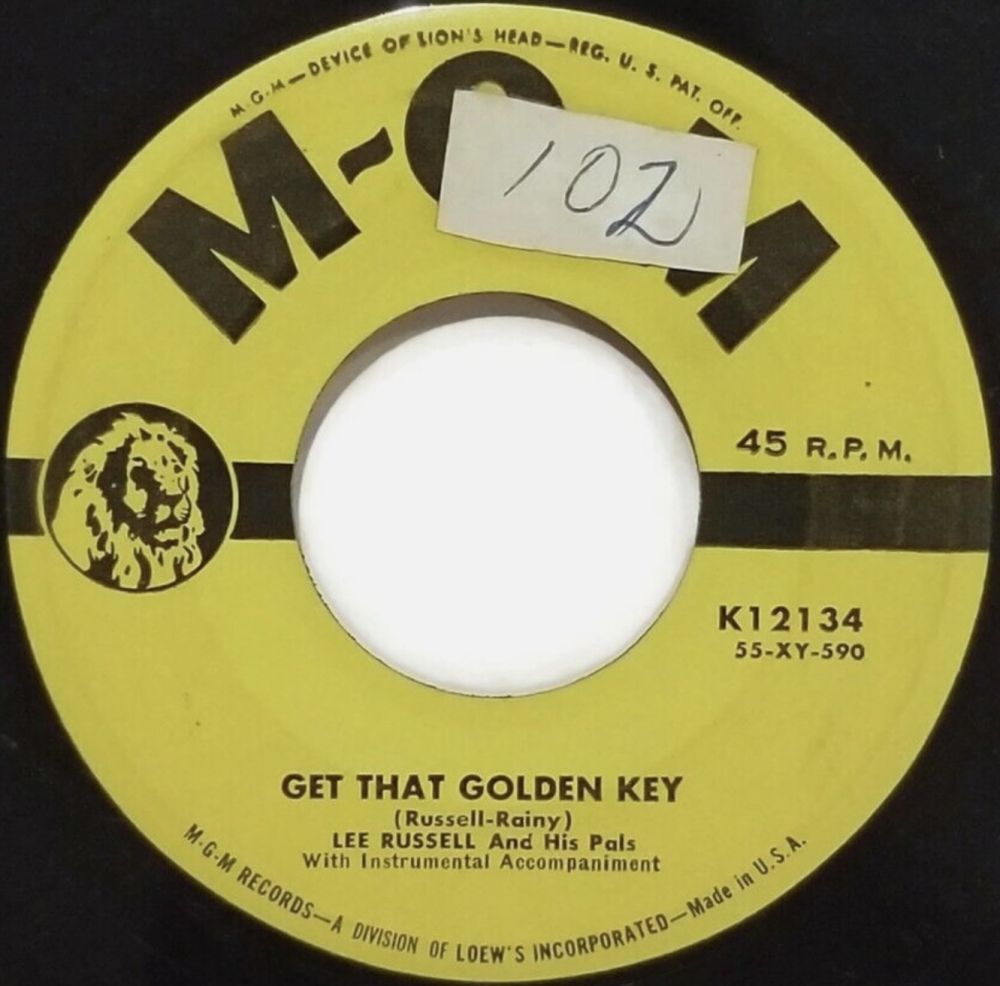 M-G-M—DEVICE OF LION'S HEAD—REG. U. S. PAT. OFF.
M-G-M
102
45 R.P.M.
K12134
55-XY-590
GET THAT GOLDEN KEY
(Russell-Rainy)
LEE RUSSELL And His Pals
With Instrumental Accompaniment
M-G-M RECORDS—A DIVISION OF LOEW'S INCORPORATED—Made in U.S.A.